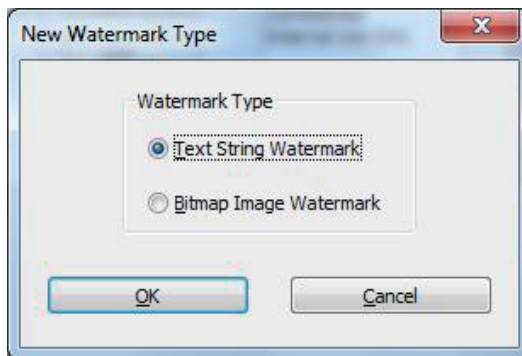 New Watermark Type
Watermark Type
Text String Watermark
Bitmap Image Watermark
OK
Cancel